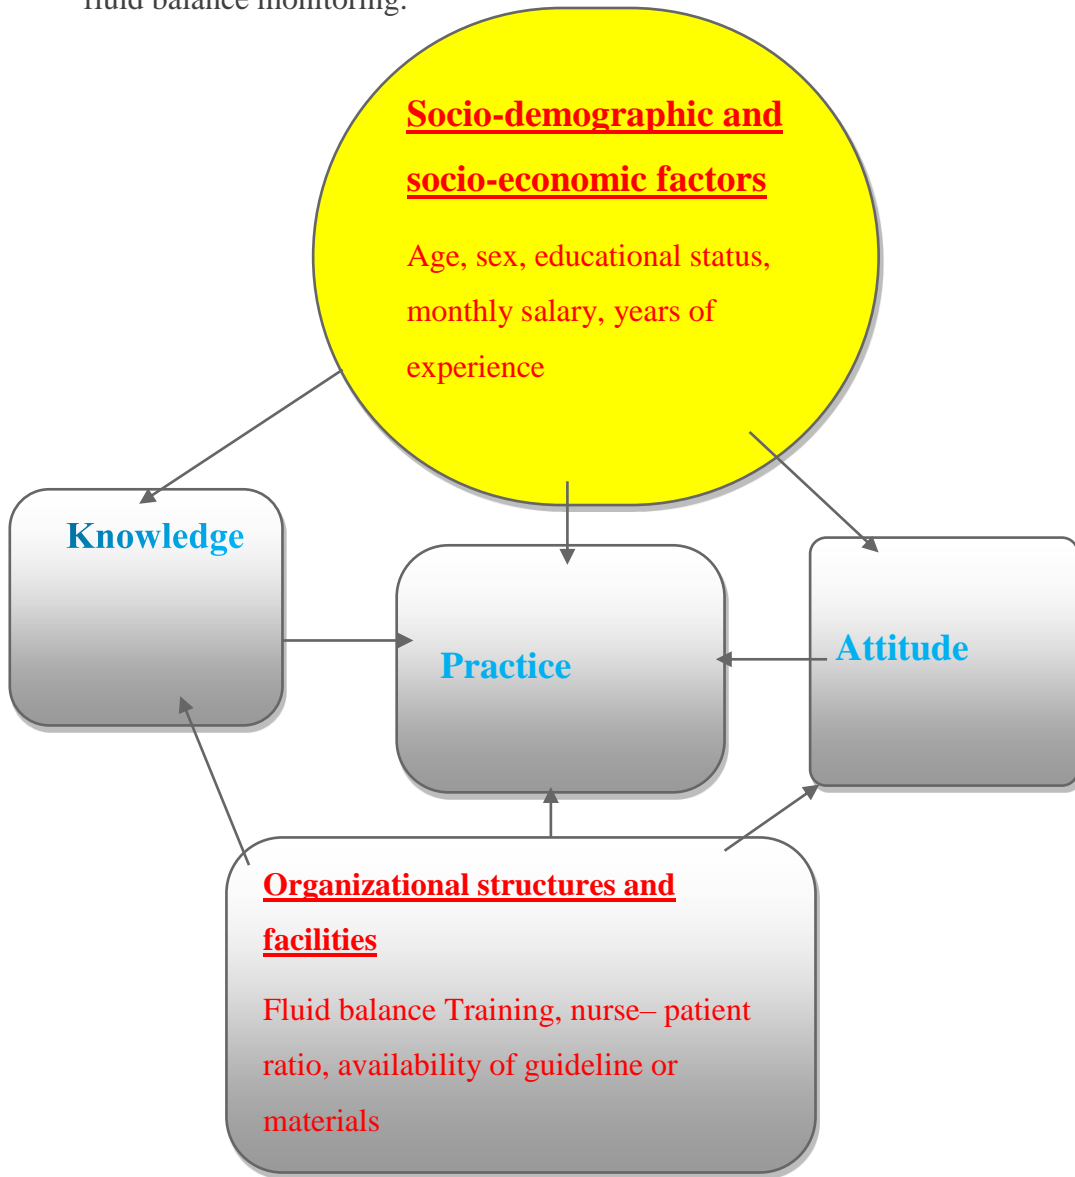 fluid balance monitoring.
Socio-demographic and
socio-economic factors
Age, sex, educational status,
monthly salary, years of
experience
Knowledge
Practice
Attitude
Organizational structures and
facilities
Fluid balance Training, nurse– patient
ratio, availability of guideline or
materials